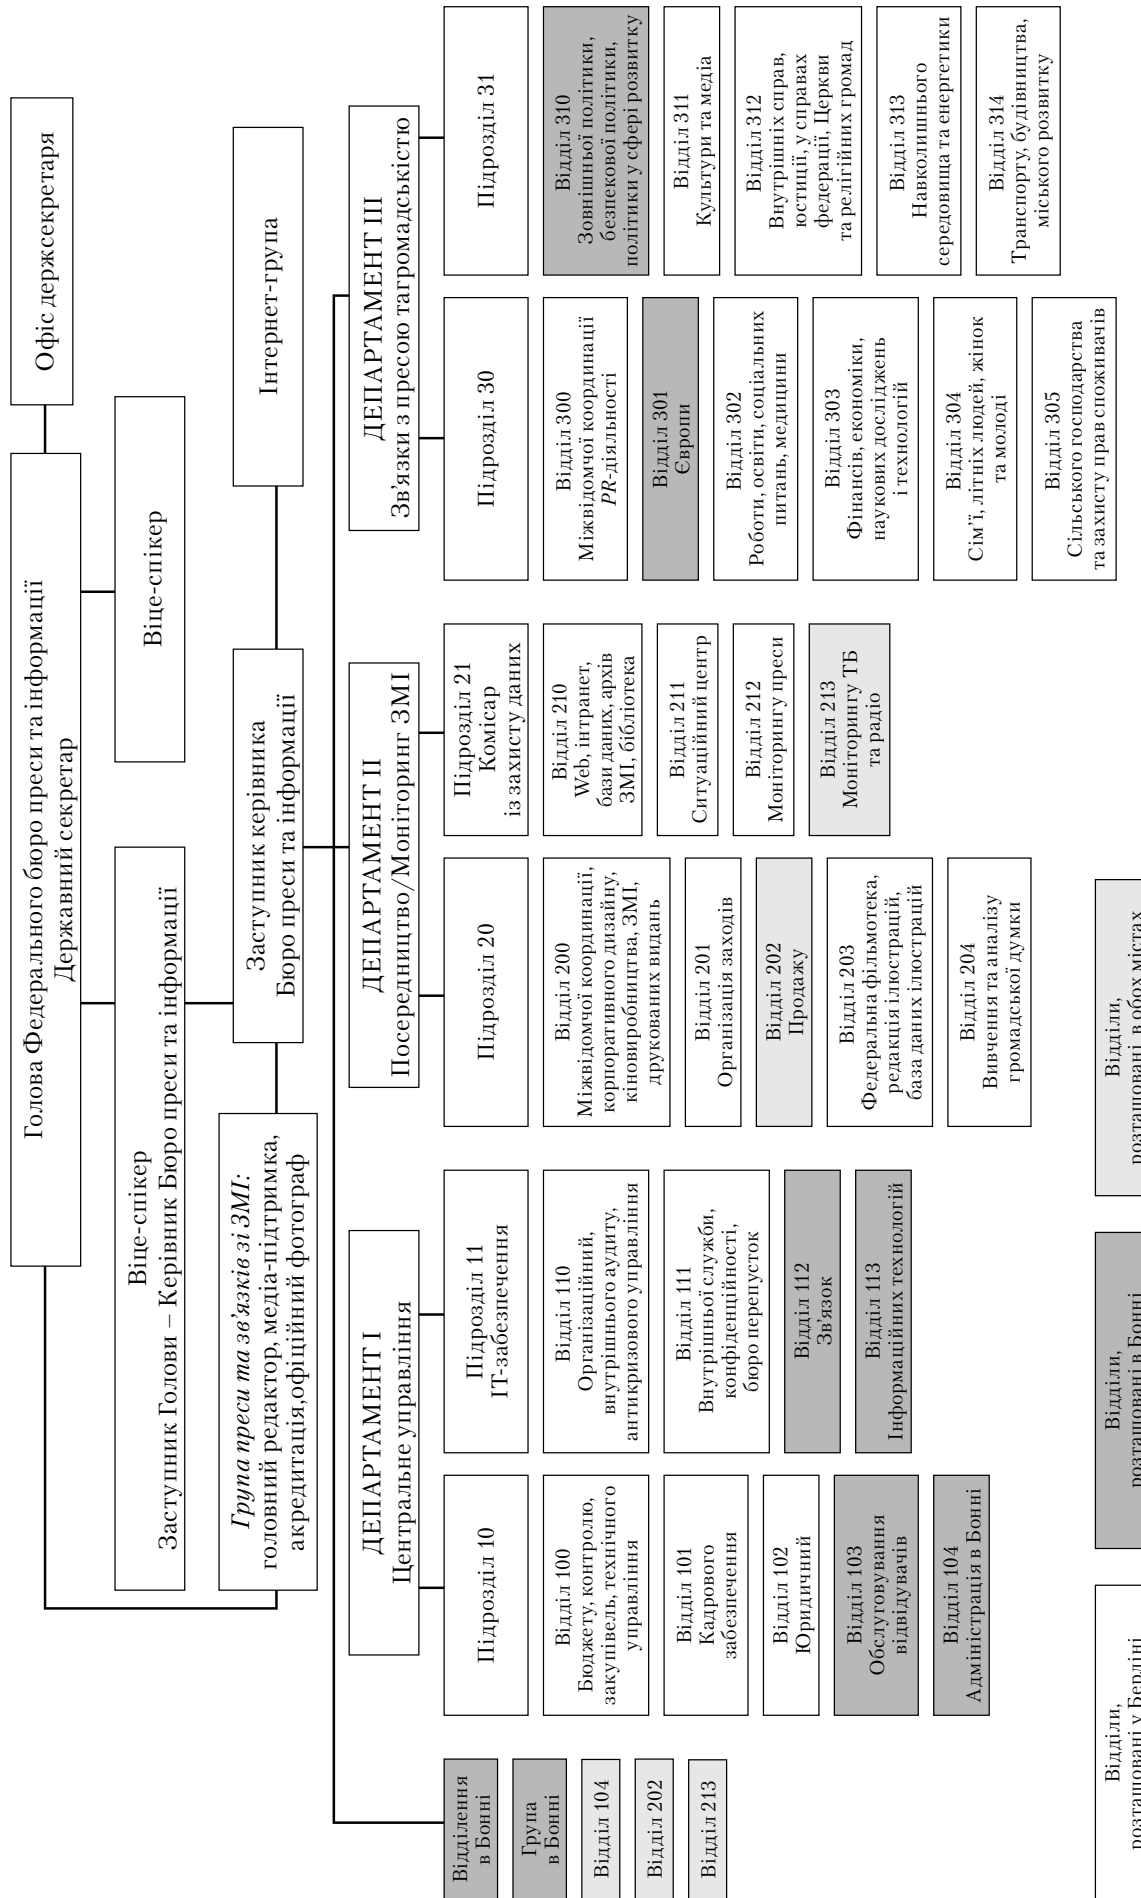 Голова Федерального бюро преси та інформації
Державний секретар
Офіс держсекретаря
Віце-спікер
Заступник Голови – Керівник Бюро преси та інформації
Віце-спікер
Група преси та зв'язків зі ЗМІ:
головний редактор, медіа-підтримка,
акредитація,офіційний фотограф
Заступник керівника
Бюро преси та інформації
Інтернет-група
Відділення
в Бонні
Група
в Бонні
Відділ 104
Відділ 202
Відділ 213
ДЕПАРТАМЕНТ І
Центральне управління
Підрозділ 10
Відділ 100
Бюджету, контролю,
закупівель, технічного
управління
Відділ 101
Кадрового
забезпечення
Відділ 102
Юридичний
Відділ 103
Обслуговування
відвідувачів
Відділ 104
Адміністрація в Бонні
Підрозділ 11
ІТ-забезпечення
Відділ 110
Організаційний,
внутрішнього аудиту,
антикризового управління
Відділ 111
Внутрішньої служби,
конфіденційності,
бюро перепусток
Відділ 112
Зв'язок
Відділ 113
Інформаційних технологій
ДЕПАРТАМЕНТ ІІ
Посередництво/Моніторинг ЗМІ
Підрозділ 20
Відділ 200
Міжвідомчої координації,
корпоративного дизайну,
кіновиробництва, ЗМІ,
друкованих видань
Відділ 201
Організація заходів
Відділ 202
Продажу
Відділ 203
Федеральна фільмотека,
редакція ілюстрацій,
база даних ілюстрацій
Відділ 204
Вивчення та аналізу
громадської думки
Підрозділ 21
Комісар
із захисту даних
Відділ 210
Web, інтранет,
бази даних, архів
ЗМІ, бібліотека
Відділ 211
Ситуаційний центр
Відділ 212
Моніторингу преси
Відділ 213
Моніторингу ТБ
та радіо
ДЕПАРТАМЕНТ ІІІ
Зв'язки з пресою тагромадськістю
Підрозділ 30
Відділ 300
Міжвідомчої координації
PR-діяльності
Відділ 301
Європи
Відділ 302
Роботи, освіти, соціальних
питань, медицини
Відділ 303
Фінансів, економіки,
наукових досліджень
і технологій
Відділ 304
Сім'ї, літніх людей, жінок
та молоді
Відділ 305
Сільського господарства
та захисту прав споживачів
Підрозділ 31
Відділ 310
Зовнішньої політики,
безпекової політики,
політики у сфері розвитку
Відділ 311
Культури та медіа
Відділ 312
Внутрішніх справ,
юстиції, у справах
федерації, Церкви
та релігійних громад
Відділ 313
Навколишнього
середовища та енергетики
Відділ 314
Транспорту, будівництва,
міського розвитку
Відділи,
розташовані у Берліні
Відділи,
розташовані в Бонні
Відділи,
розташовані  в обох містах